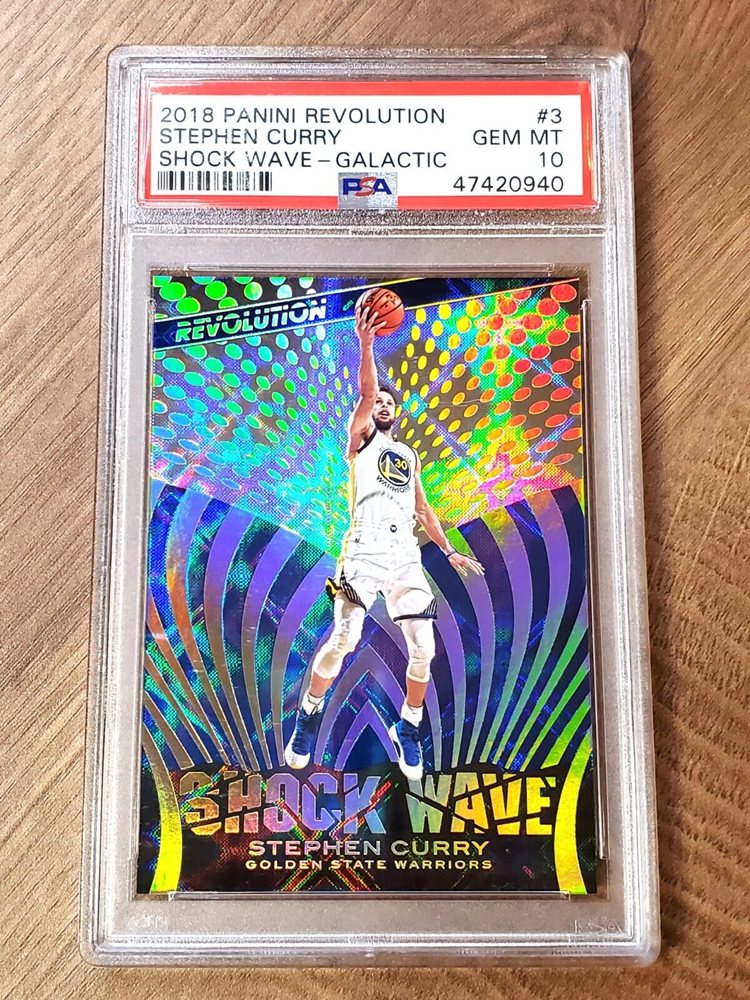 2018 PANINI REVOLUTION #3
STEPHEN CURRY GEM MT
SHOCK WAVE – GALACTIC 10
PSA 47420940
REVOLUTION
30
WARRIORS
SHOCK WAVE
STEPHEN CURRY
GOLDEN STATE WARRIORS